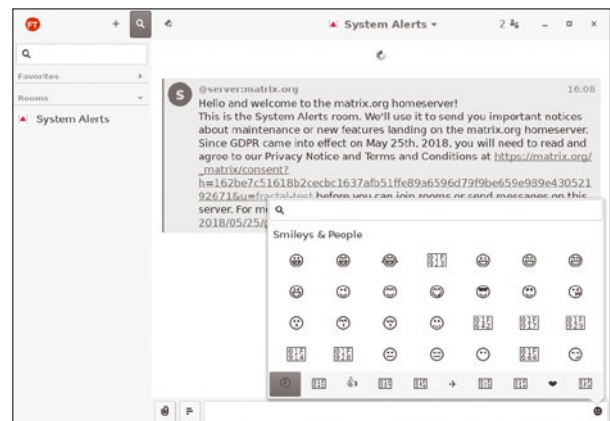 FT
System Alerts
2
Favorites
Rooms
System Alerts
S
@server:matrix.org 16:08
Hello and welcome to the matrix.org homeserver!
This is the System Alerts room. We'll use it to send you important notices
about maintenance or new features landing on the matrix.org homeserver.
Since GDPR came into effect on May 25th, 2018, you will need to read and
agree to our Privacy Notice and Terms and Conditions at https://matrix.org/
_matrix/consent?
before you can join rooms or send messages on this
server. For
2018/05/25/
Smileys & People